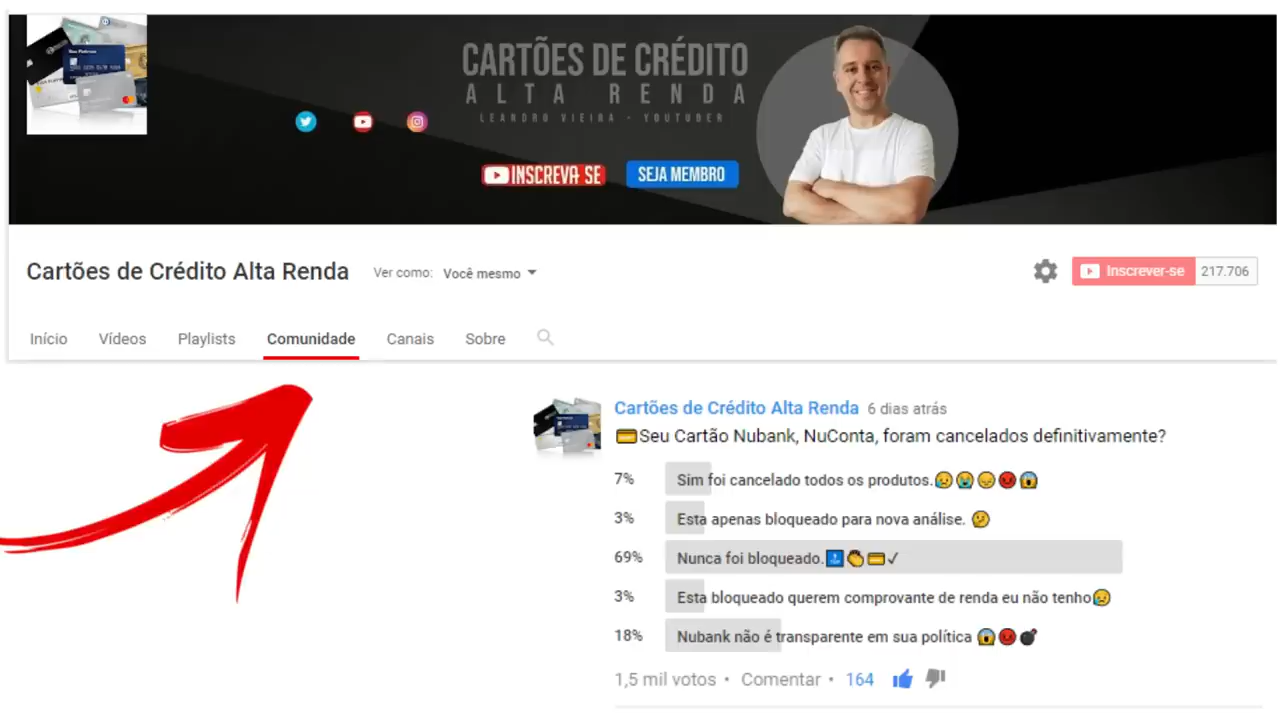 CARTÕES DE CRÉDITO
ALTA RENDA
LEANDRO VIEIRA - YOUTUBER
INSCREVA SE
SEJA MEMBRO
Cartões de Crédito Alta Renda
Ver como: Você mesmo
Inscrever-se 217.706
Início Vídeos Playlists Comunidade Canais Sobre
Cartões de Crédito Alta Renda 6 dias atrás
💳Seu Cartão Nubank, NuConta, foram cancelados definitivamente?
7% Sim foi cancelado todos os produtos.😥😭😞😡😱
3% Esta apenas bloqueado para nova análise. 🤔
69% Nunca foi bloqueado.🔝👏💳✓
3% Esta bloqueado querem comprovante de renda eu não tenho😥
18% Nubank não é transparente em sua política 😱😡💣
1,5 mil votos • Comentar • 164